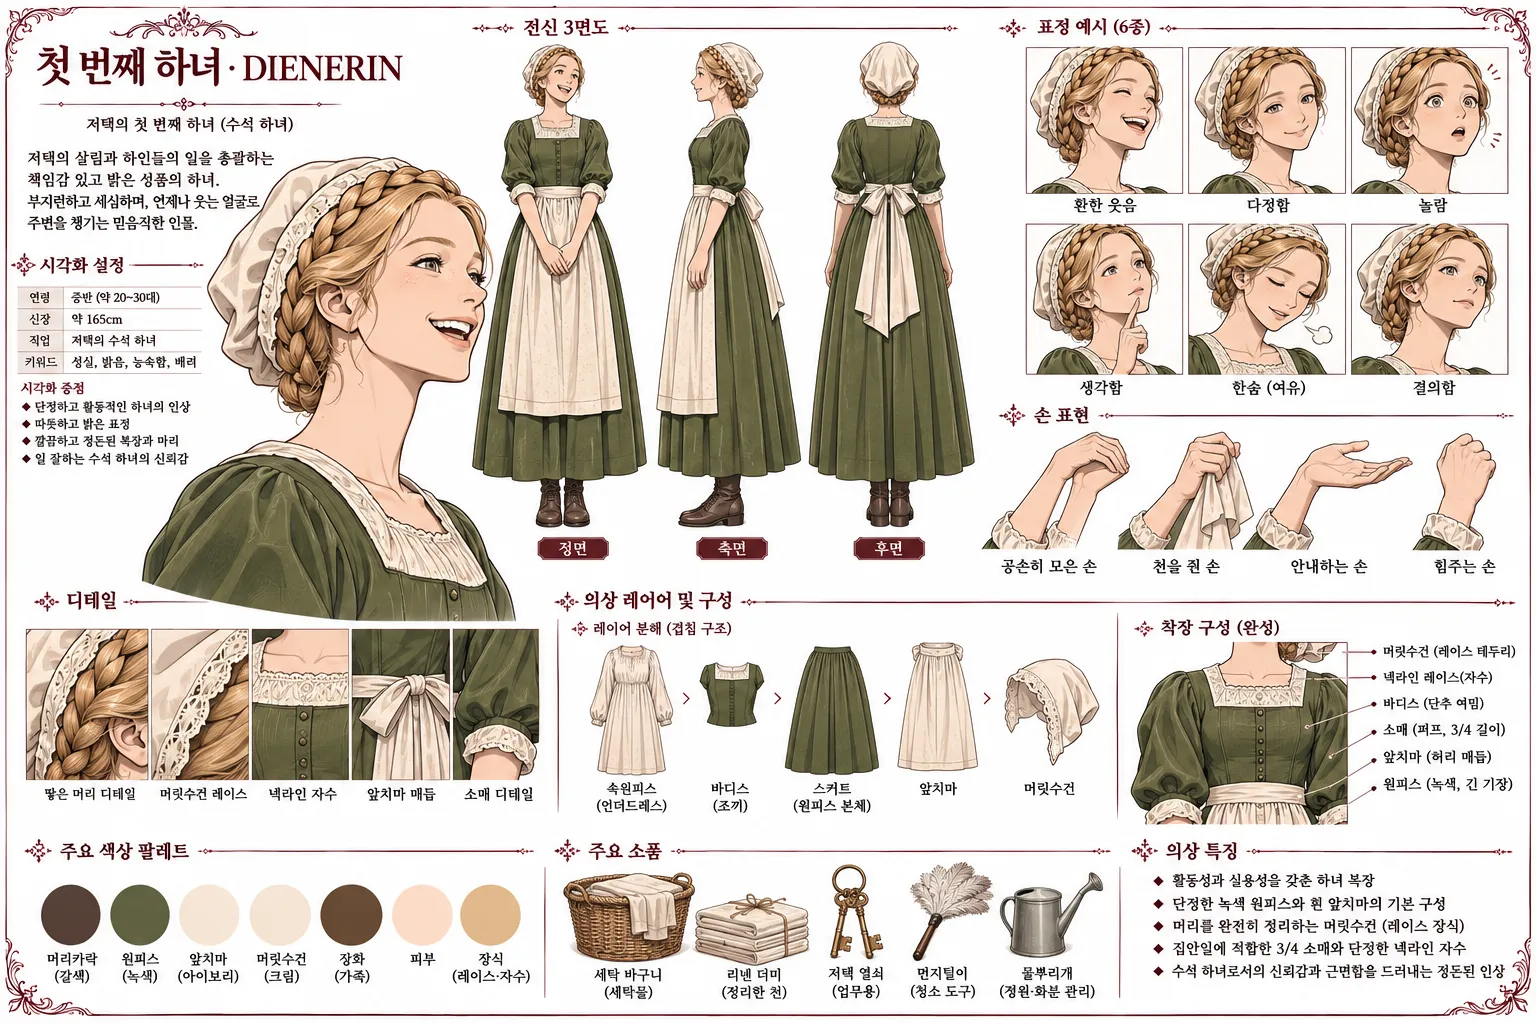 첫 번째 하녀 · DIENERIN
저택의 첫 번째 하녀 (수석 하녀)
저택의 살림과 하인들의 일을 총괄하는
책임감 있고 밝은 성품의 하녀.
부지런하고 세심하며, 언제나 웃는 얼굴로
주변을 챙기는 믿음직한 인물.
시각화 설정
연령 중반 (약 20~30대)
신장 약 165cm
직업 저택의 수석 하녀
키워드 성실, 밝음, 능숙함, 배려
시각화 중점
◆ 단정하고 활동적인 하녀의 인상
◆ 따뜻하고 밝은 표정
◆ 깔끔하고 정돈된 복장과 머리
◆ 일 잘하는 수석 하녀의 신뢰감
전신 3면도
정면
측면
후면
표정 예시 (6종)
환한 웃음
다정함
놀람
생각함
한숨 (여유)
결의함
손 표현
공손히 모은 손
천을 쥔 손
안내하는 손
힘주는 손
디테일
땋은 머리 디테일
머릿수건 레이스
넥라인 자수
앞치마 매듭
소매 디테일
의상 레이어 및 구성
레이어 분해 (겹침 구조)
속원피스
(언더드레스)
바디스
(조끼)
스커트
(원피스 본체)
앞치마
머릿수건
착장 구성 (완성)
머릿수건 (레이스 테두리)
넥라인 레이스(자수)
바디스 (단추 여밈)
소매 (퍼프, 3/4 길이)
앞치마 (허리 매듭)
원피스 (녹색, 긴 기장)
주요 색상 팔레트
머리카락
(갈색)
원피스
(녹색)
앞치마
(아이보리)
머릿수건
(크림)
장화
(가죽)
피부
장식
(레이스·자수)
주요 소품
세탁 바구니
(세탁물)
리넨 더미
(정리한 천)
저택 열쇠
(업무용)
먼지털이
(청소 도구)
물뿌리개
(정원·화분 관리)
의상 특징
◆ 활동성과 실용성을 갖춘 하녀 복장
◆ 단정한 녹색 원피스와 흰 앞치마의 기본 구성
◆ 머리를 완전히 정리하는 머릿수건 (레이스 장식)
◆ 집안일에 적합한 3/4 소매와 단정한 넥라인 자수
◆ 수석 하녀로서의 신뢰감과 근면함을 드러내는 정돈된 인상